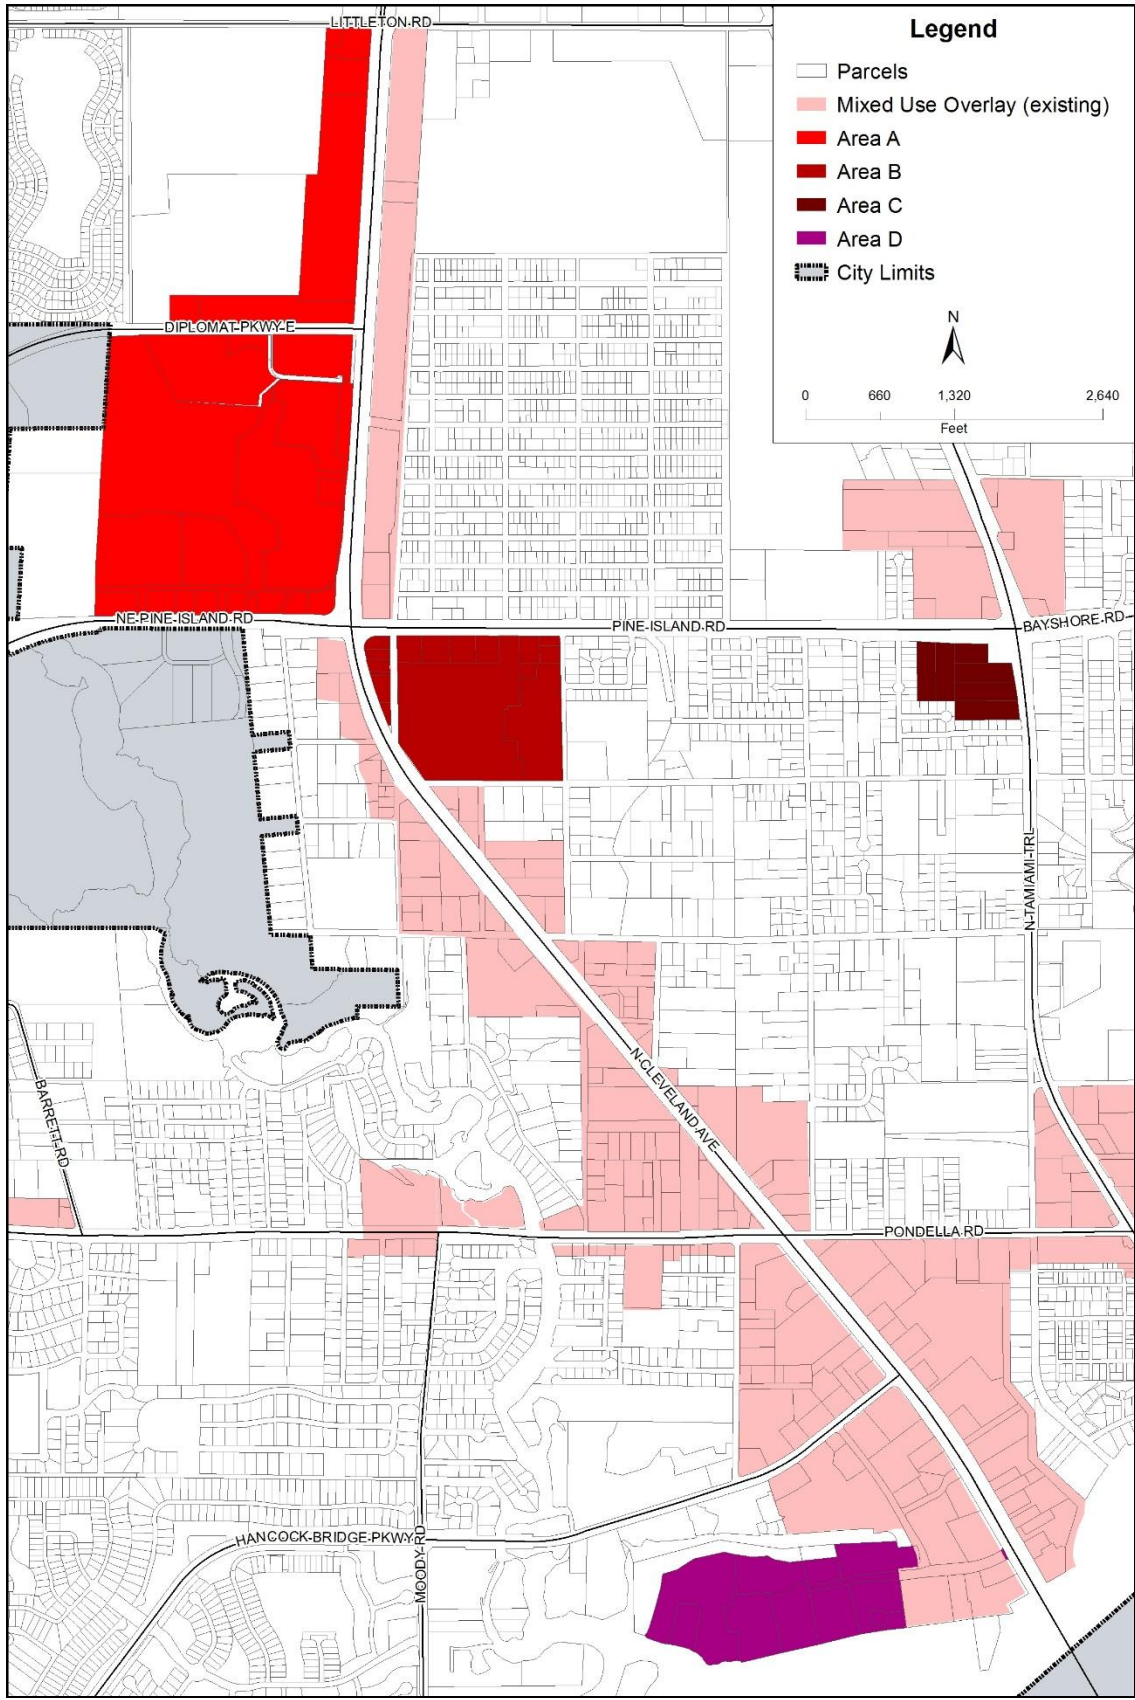 LITTLETON RD
Legend
Parcels
Mixed Use Overlay (existing)
Area A
Area B
Area C
Area D
City Limits
N
0 660 1,320 2,640
Feet
DIPLOMAT PKWY E
NE PINE ISLAND RD
PINE ISLAND RD
BAYSHORE RD
N TAMIAMI TRL
N CLEVELAND AVE
BARRETT RD
PONDELLA RD
HANCOCK BRIDGE PKWY
MOODY RD